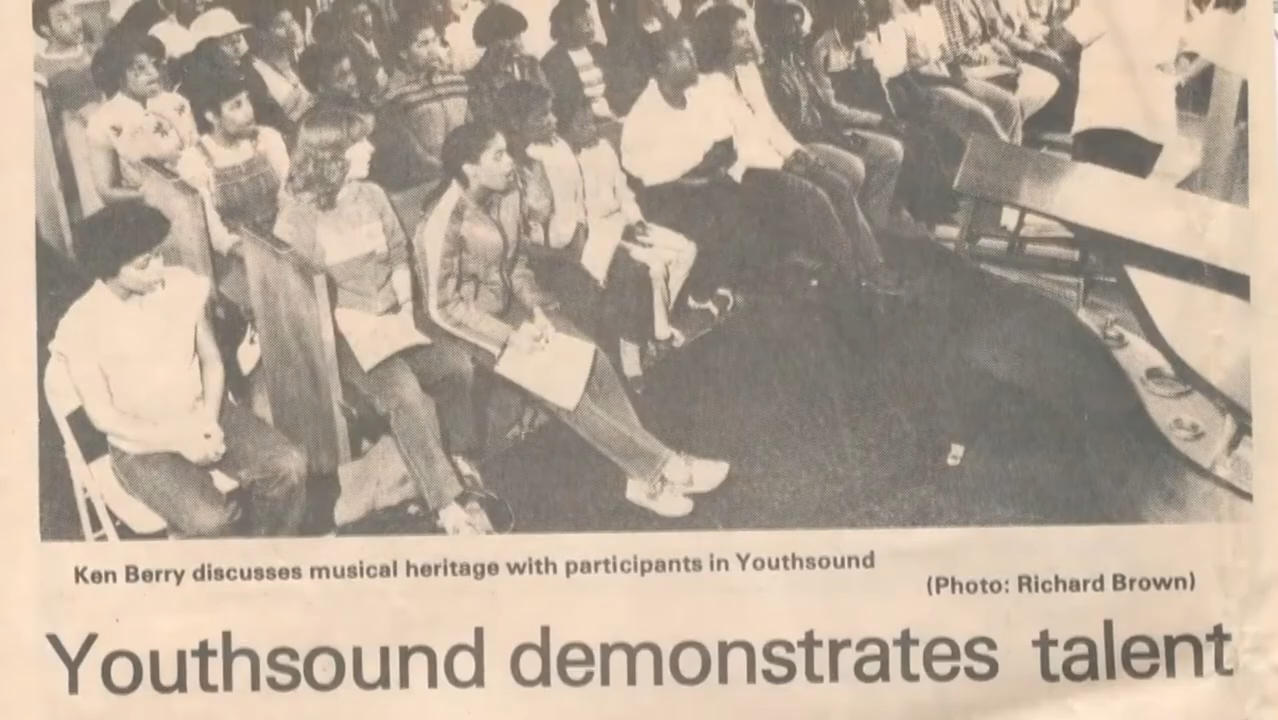 Ken Berry discusses musical heritage with participants in Youthsound
(Photo: Richard Brown)
Youthsound demonstrates talent